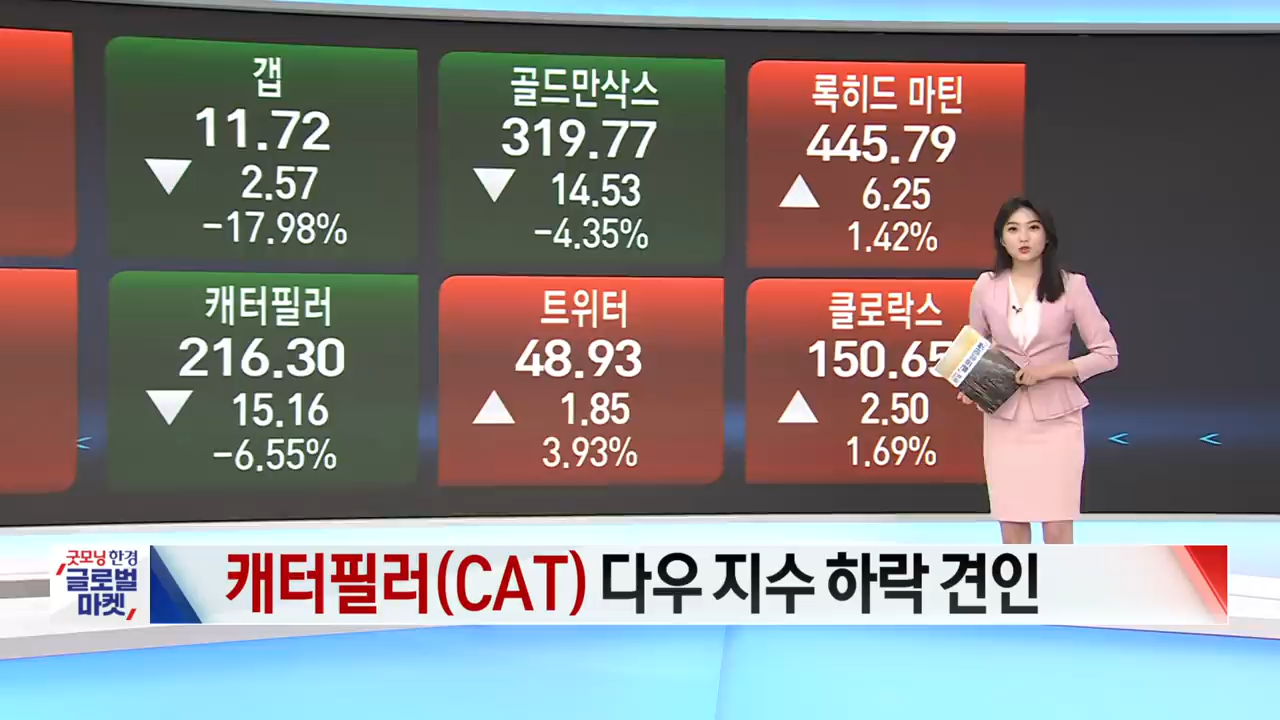 갭
11.72
▼ 2.57
-17.98%
골드만삭스
319.77
▼ 14.53
-4.35%
록히드 마틴
445.79
▲ 6.25
1.42%
캐터필러
216.30
▼ 15.16
-6.55%
트위터
48.93
▲ 1.85
3.93%
클로락스
150.65
▲ 2.50
1.69%
굿모닝 한경
글로벌
마켓
캐터필러(CAT) 다우 지수 하락 견인